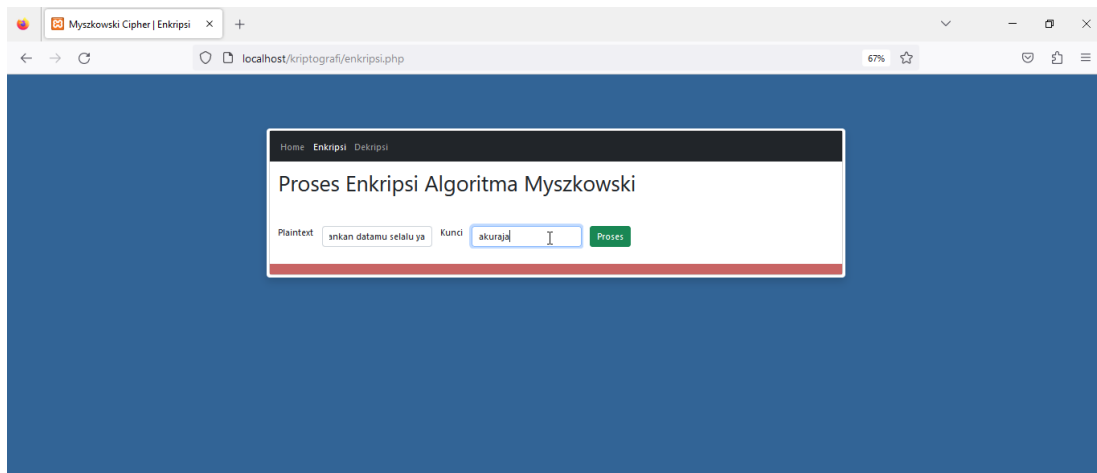 Myszkowski Cipher | Enkripsi
localhost/kriptografi/enkripsi.php
67%
Home Enkripsi Dekripsi
Proses Enkripsi Algoritma Myszkowski
Plaintext ankan datamu selalu ya Kunci akuraja Proses